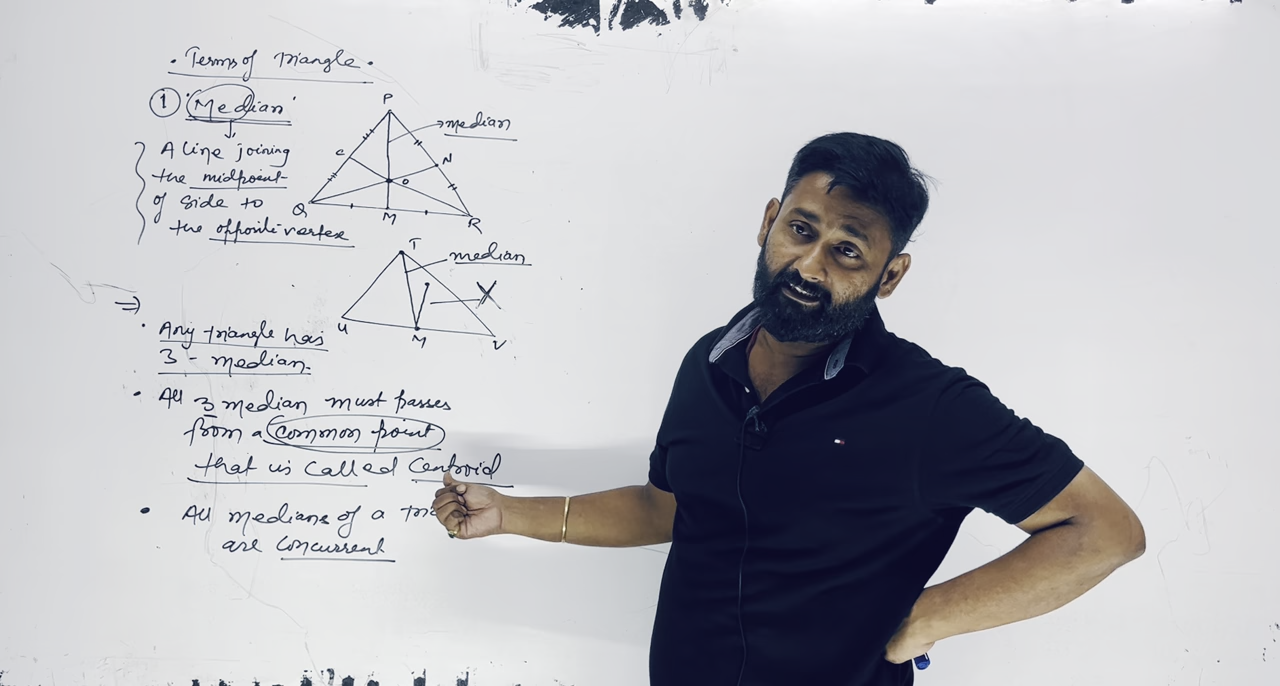 . Terms of triangle .
① 'Median'
A line joining
the midpoint
of side to
the opposite vertex
P
median
C
N
O
Q
M
R
T
median
U
M
V
⇒
. Any triangle has
3 - median.
• All 3 median must passes
from a common point
that is called Centroid
• All medians of a
are concurrent